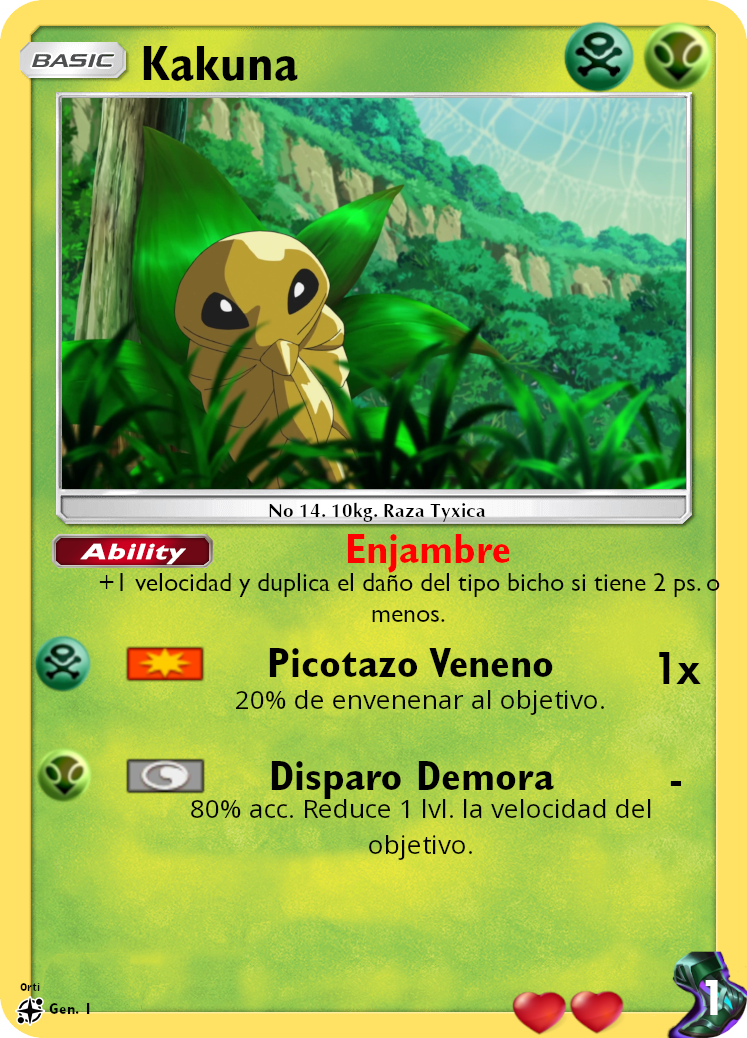 BASIC Kakuna
No 14. 10kg. Raza Tyxica
Ability Enjambre
+1 velocidad y duplica el daño del tipo bicho si tiene 2 ps. o
menos.
Picotazo Veneno 1x
20% de envenenar al objetivo.
Disparo Demora -
80% acc. Reduce 1 lvl. la velocidad del
objetivo.
Orti
Gen. 1
1